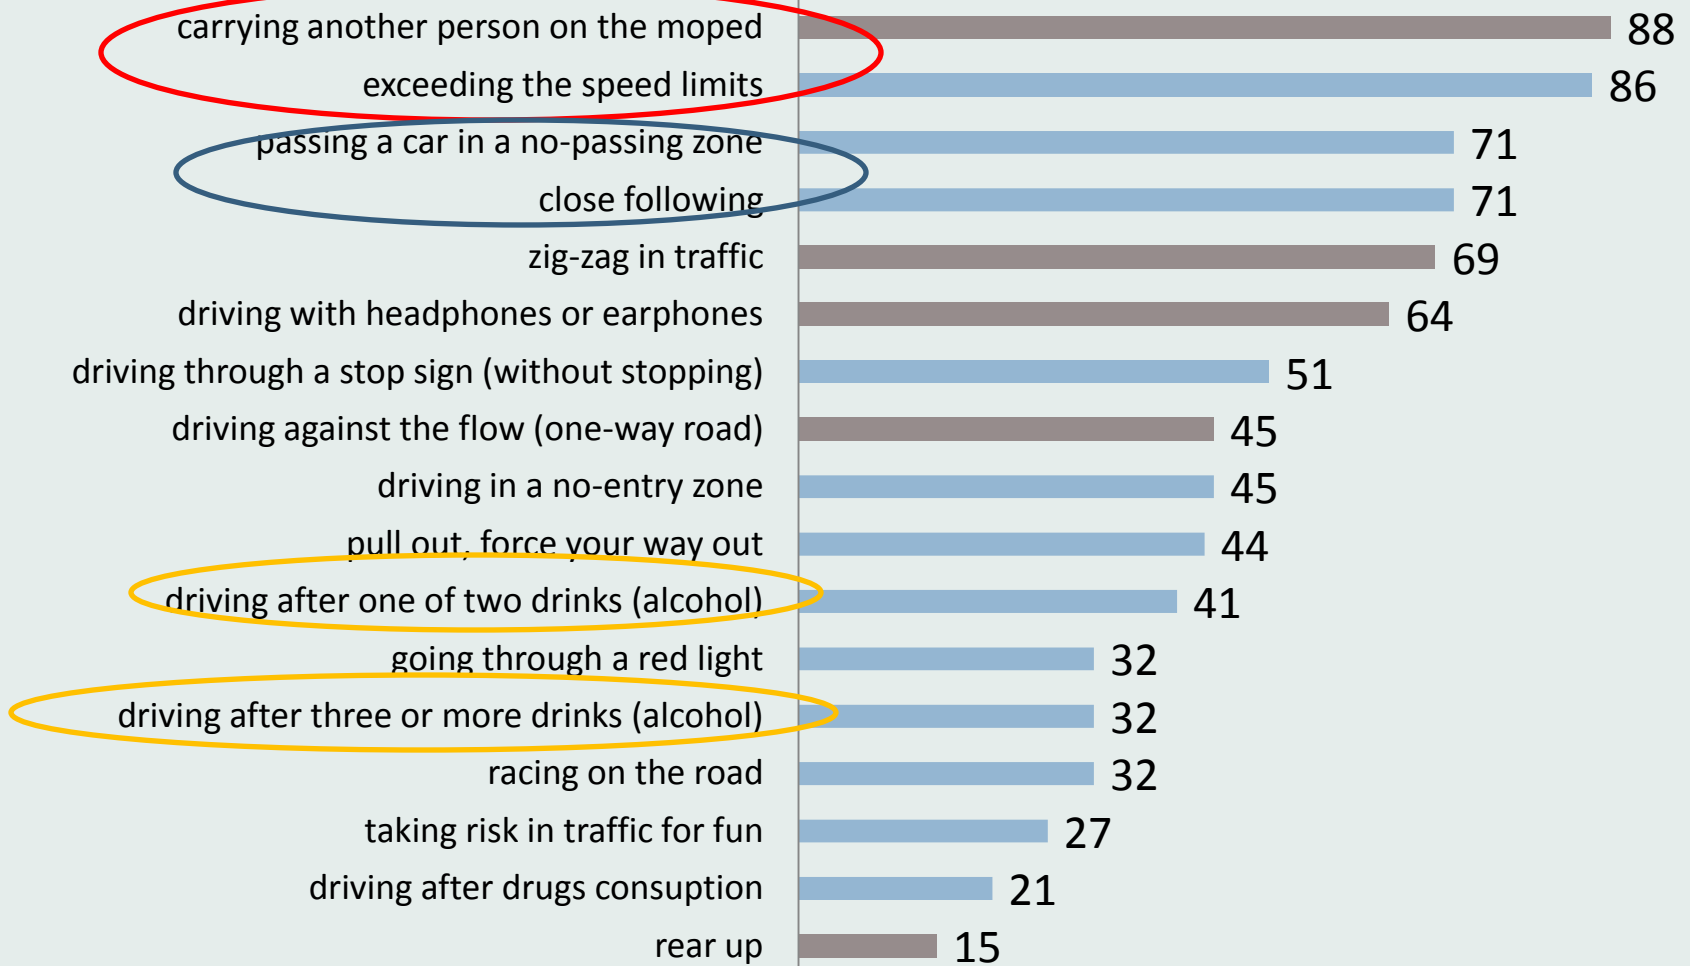 carrying another person on the moped 88
exceeding the speed limits 86
passing a car in a no-passing zone 71
close following 71
zig-zag in traffic 69
driving with headphones or earphones 64
driving through a stop sign (without stopping) 51
driving against the flow (one-way road) 45
driving in a no-entry zone 45
pull out, force your way out 44
driving after one of two drinks (alcohol) 41
going through a red light 32
driving after three or more drinks (alcohol) 32
racing on the road 32
taking risk in traffic for fun 27
driving after drugs consuption 21
rear up 15